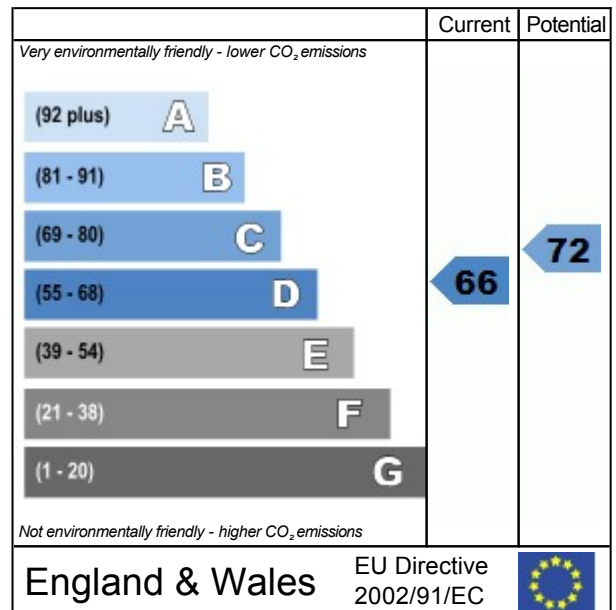 Current Potential
Very environmentally friendly - lower CO₂ emissions
(92 plus) A
(81 - 91) B
(69 - 80) C
(55 - 68) D
(39 - 54) E
(21 - 38) F
(1 - 20) G
66
72
Not environmentally friendly - higher CO₂ emissions
England & Wales
EU Directive
2002/91/EC